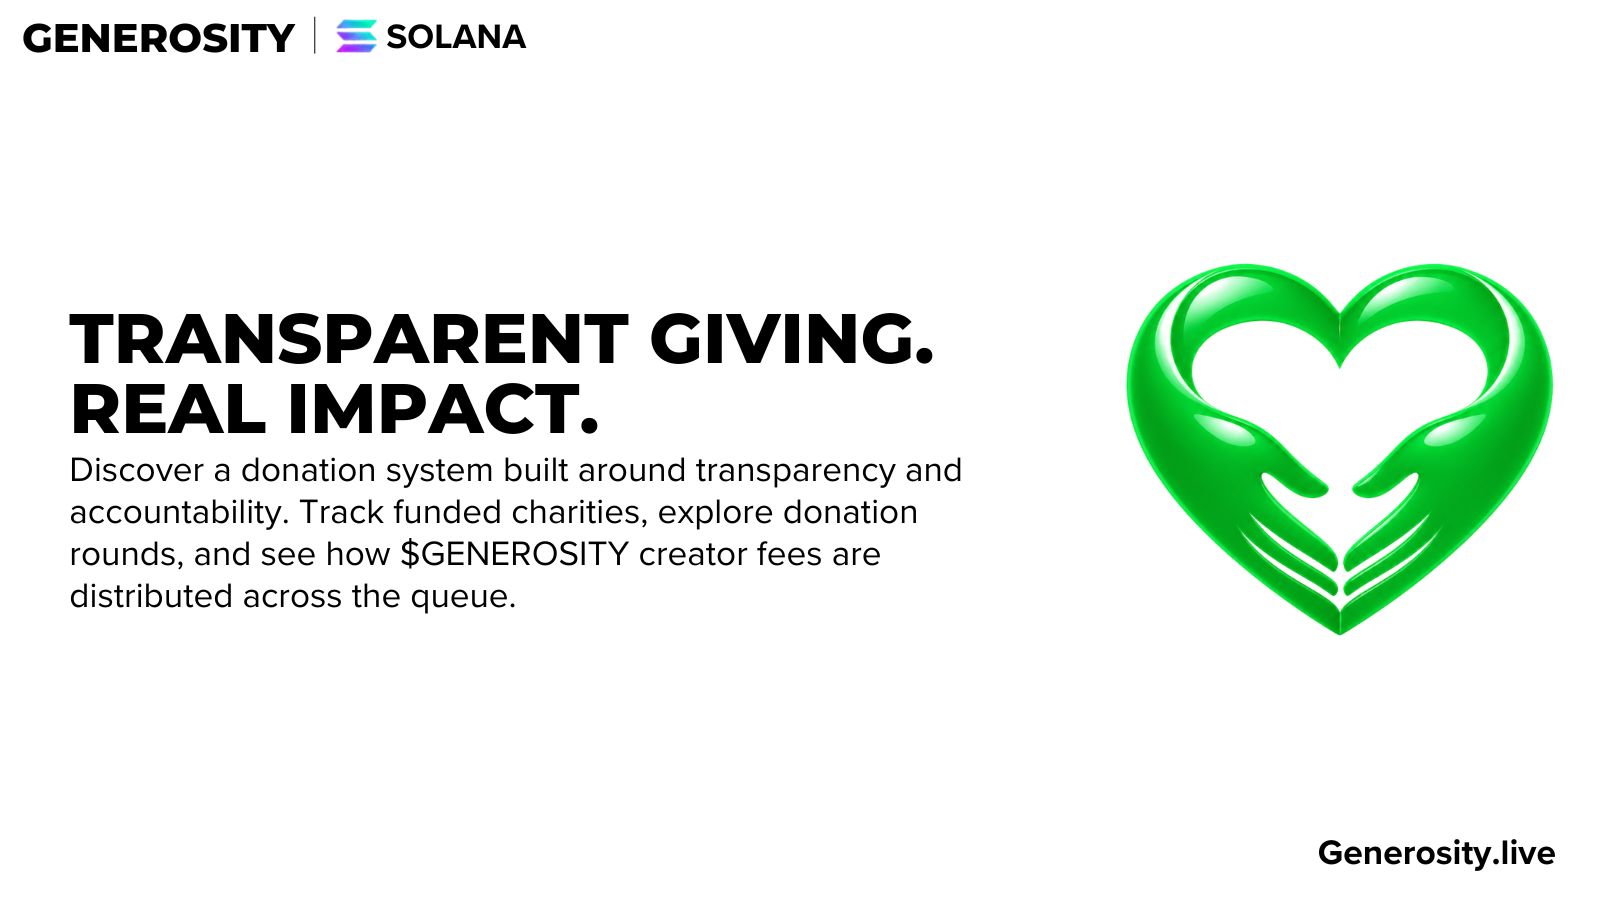 GENEROSITY | SOLANA
TRANSPARENT GIVING.
REAL IMPACT.
Discover a donation system built around transparency and
accountability. Track funded charities, explore donation
rounds, and see how $GENEROSITY creator fees are
distributed across the queue.
Generosity.live